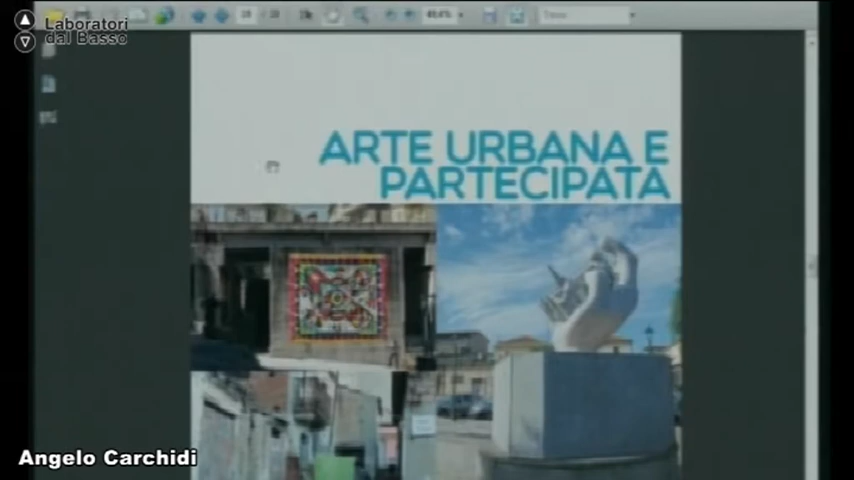 Laboratori
dal Basso
ARTE URBANA E
PARTECIPATA
Angelo Carchidi